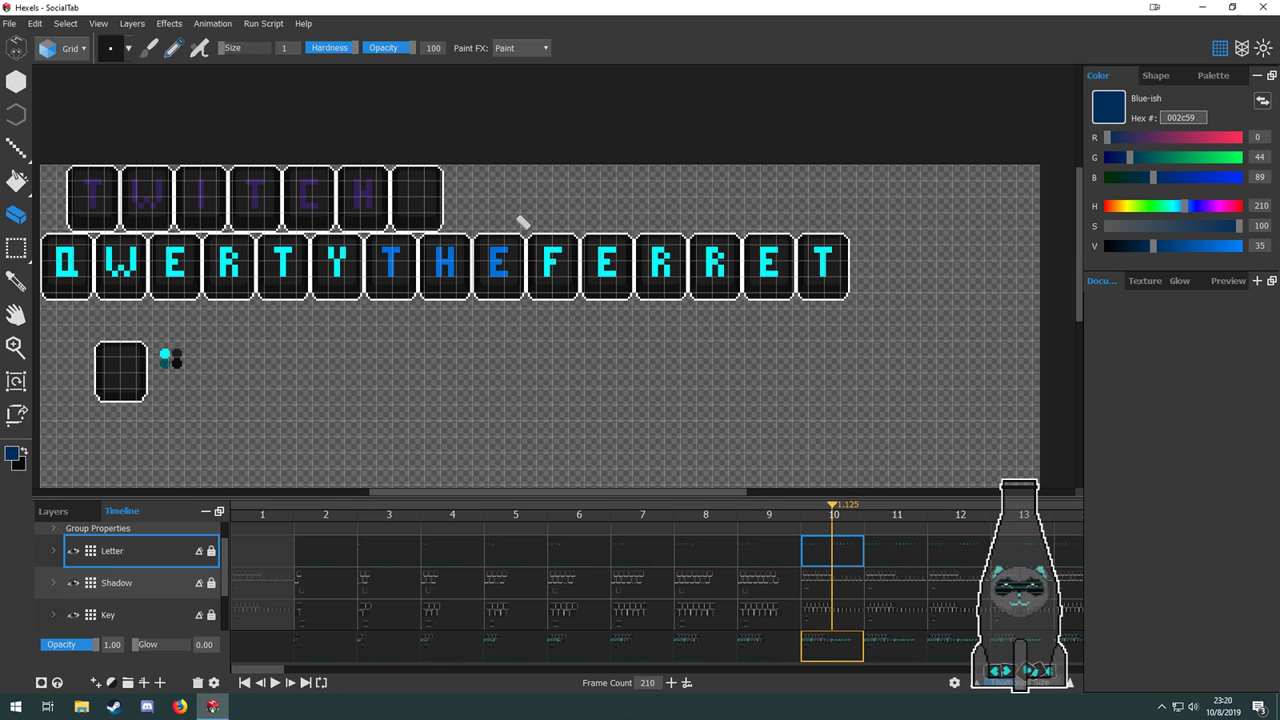 Hexels - SocialTab
File Edit Select View Layers Effects Animation Run Script Help
Grid Size 1 Hardness Opacity 100 Paint FX: Paint
Color Shape Palette
Blue-ish
Hex #: 002c59
R 0
G 44
B 89
H 210
S 100
V 35
Docu... Texture Glow Preview
TWITCH
QWERTYTHEFERRET
Layers Timeline
1.125
1 2 3 4 5 6 7 8 9 10 11 12 13
Group Properties
Letter
Shadow
Key
Opacity 1.00 Glow 0.00
Frame Count 210
Thumbnail Size
23:20
10/8/2019
3